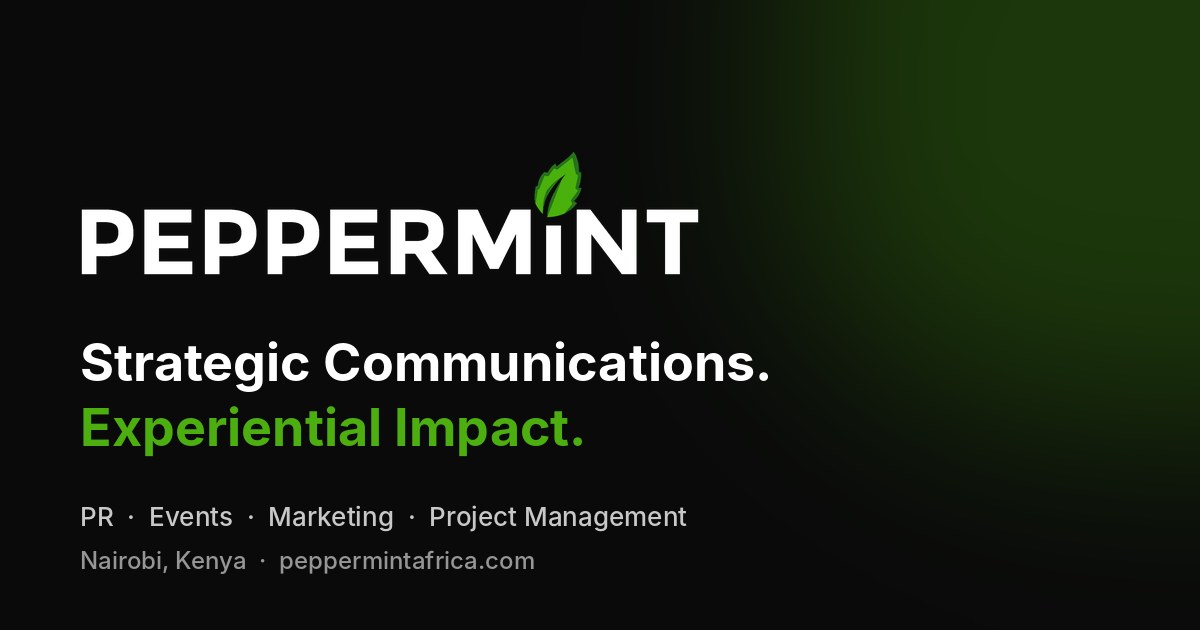 PEPPERMiNT
Strategic Communications.
Experiential Impact.
PR · Events · Marketing · Project Management
Nairobi, Kenya · peppermintafrica.com